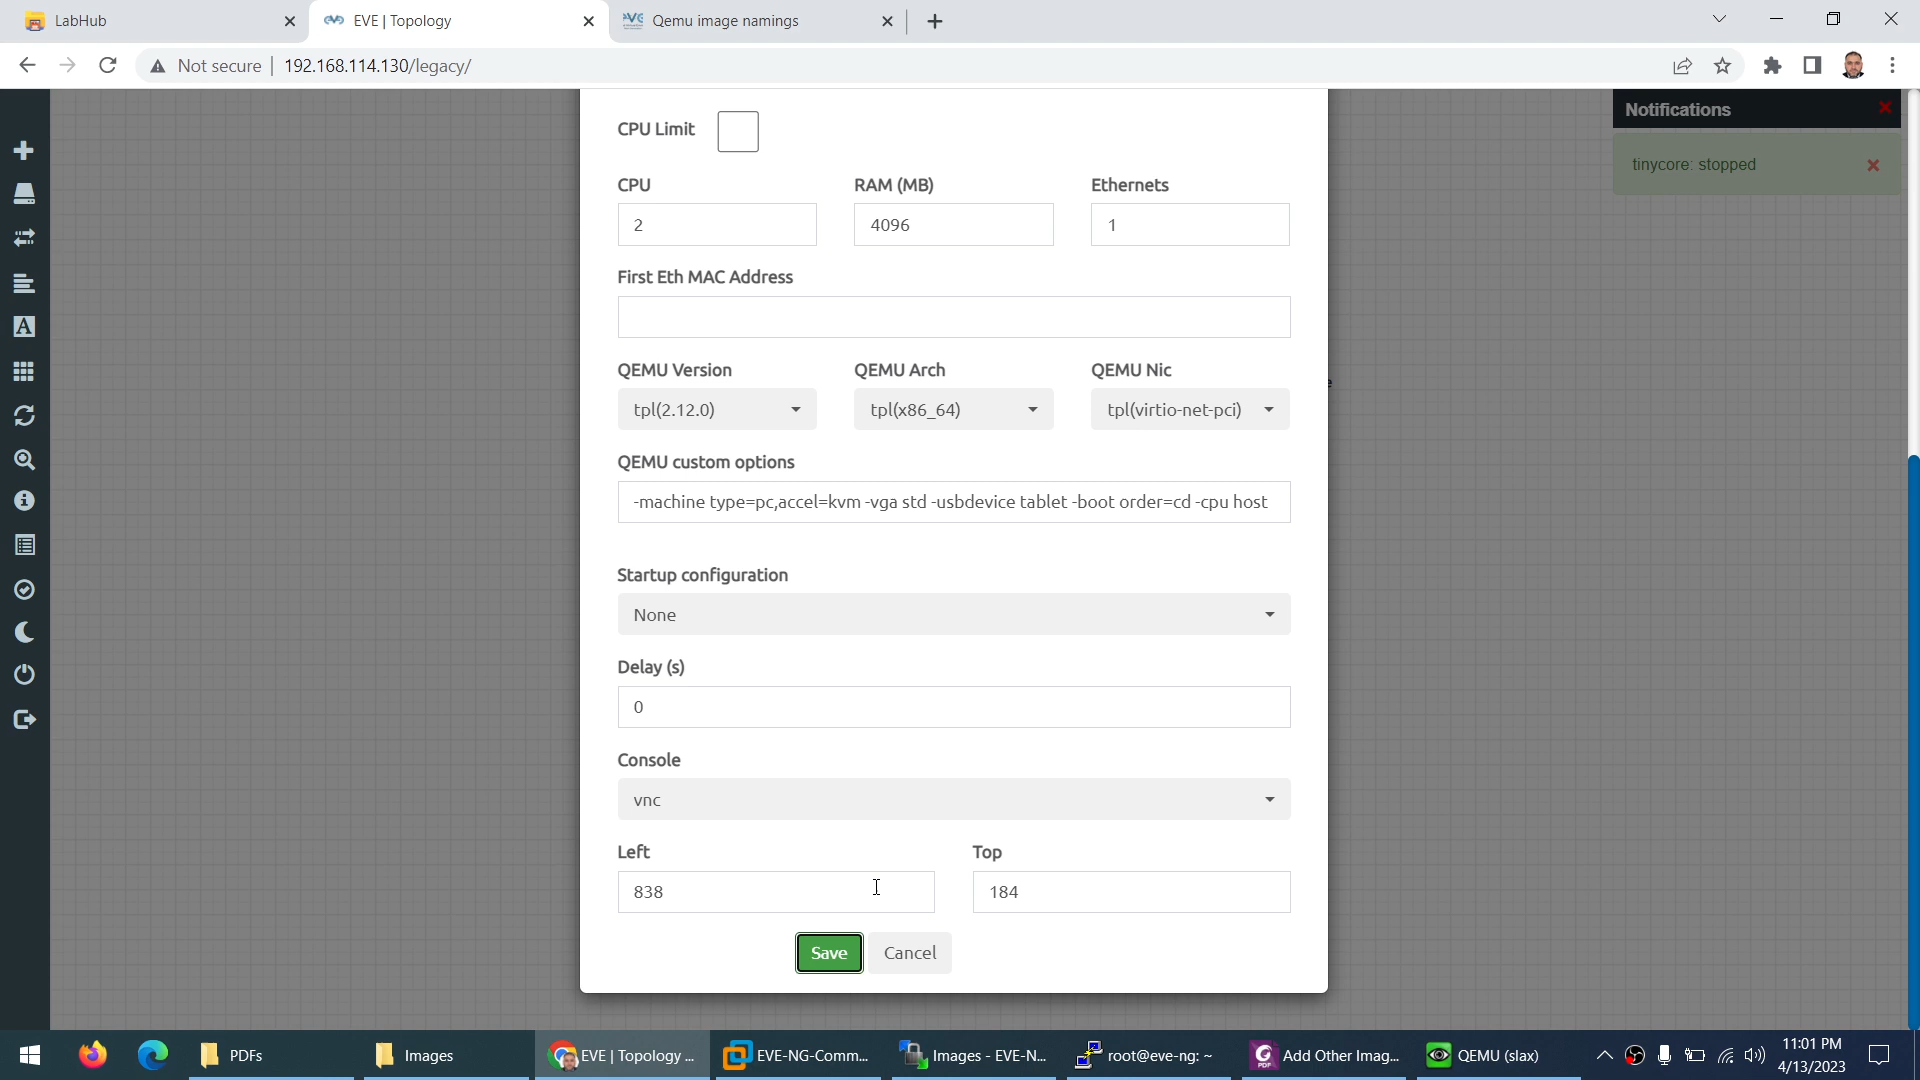 LabHub
EVE | Topology
Qemu image namings
Not secure
192.168.114.130/legacy/
Notifications
tinycore: stopped
CPU Limit
CPU
RAM (MB)
Ethernets
2
4096
1
First Eth MAC Address
QEMU Version
QEMU Arch
QEMU Nic
tpl(2.12.0)
tpl(x86_64)
tpl(virtio-net-pci)
QEMU custom options
-machine type=pc,accel=kvm -vga std -usbdevice tablet -boot order=cd -cpu host
Startup configuration
None
Delay (s)
0
Console
vnc
Left
Top
838
184
Save
Cancel
PDFs
Images
EVE | Topology ...
EVE-NG-Comm...
Images - EVE-N...
root@eve-ng: ~
Add Other Imag...
QEMU (slax)
11:01 PM
4/13/2023